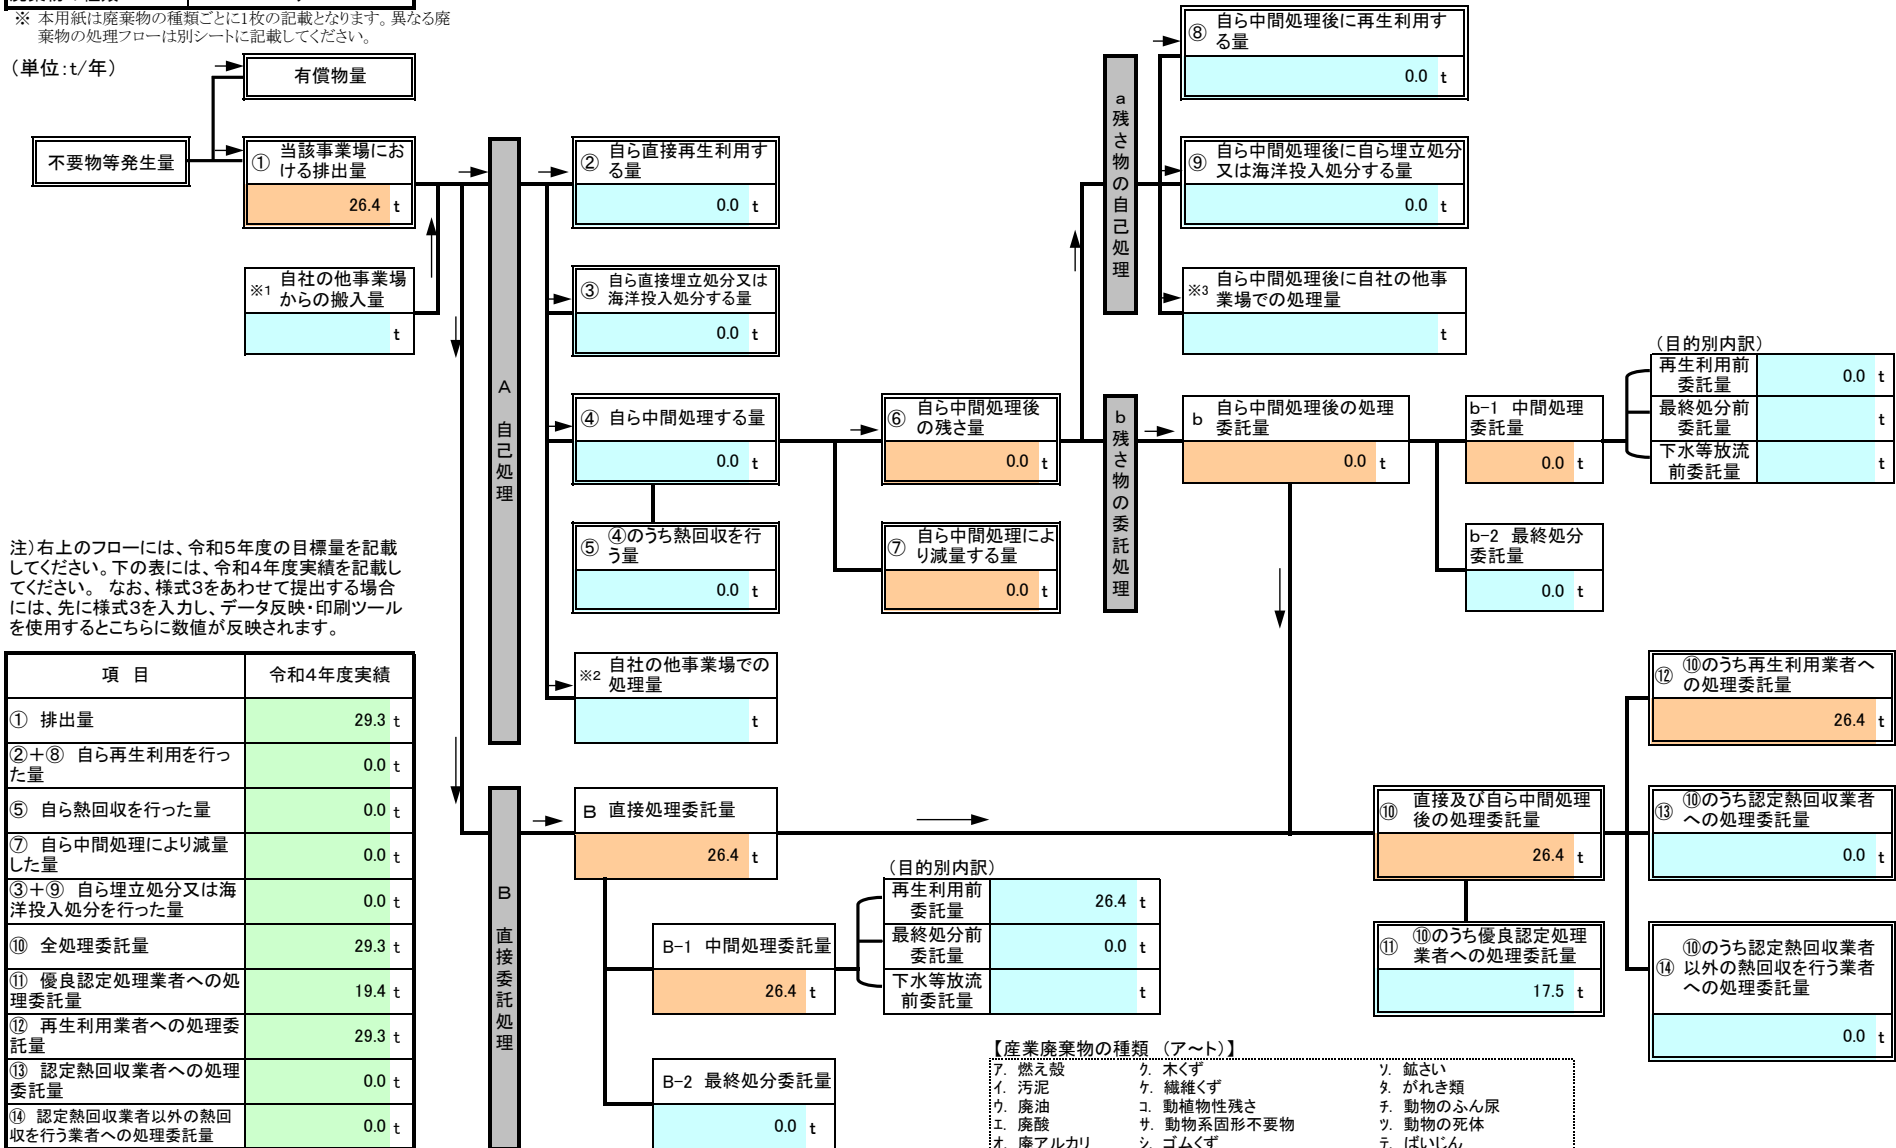 ※ 本用紙は廃棄物の種類ごとに1枚の記載となります。異なる廃
棄物の処理フローは別シートに記載してください。
（単位:t/年）
有償物量
不要物等発生量
① 当該事業場にお
ける排出量
26.4 t
※1 自社の他事業場
からの搬入量
t
A 自己処理
② 自ら直接再生利用す
る量
0.0 t
③ 自ら直接埋立処分又は
海洋投入処分する量
0.0 t
④ 自ら中間処理する量
0.0 t
⑤ ④のうち熱回収を行
う量
0.0 t
※2 自社の他事業場での
処理量
t
⑥ 自ら中間処理後
の残さ量
0.0 t
⑦ 自ら中間処理によ
り減量する量
0.0 t
a残さ物の自己処理
⑧ 自ら中間処理後に再生利用す
る量
0.0 t
⑨ 自ら中間処理後に自ら埋立処分
又は海洋投入処分する量
0.0 t
※3 自ら中間処理後に自社の他事
業場での処理量
t
b残さ物の委託処理
b 自ら中間処理後の処理
委託量
0.0 t
b-1 中間処理
委託量
0.0 t
（目的別内訳）
再生利用前
委託量
0.0 t
最終処分前
委託量
t
下水等放流
前委託量
t
b-2 最終処分
委託量
0.0 t
注）右上のフローには、令和5年度の目標量を記載
してください。下の表には、令和4年度実績を記載し
てください。 なお、様式3をあわせて提出する場合
には、先に様式3を入力し、データ反映・印刷ツール
を使用するとこちらに数値が反映されます。
項 目 令和4年度実績
① 排出量 29.3 t
②+⑧ 自ら再生利用を行っ
た量
0.0 t
⑤ 自ら熱回収を行った量 0.0 t
⑦ 自ら中間処理により減量
した量
0.0 t
③+⑨ 自ら埋立処分又は海
洋投入処分を行った量
0.0 t
⑩ 全処理委託量 29.3 t
⑪ 優良認定処理業者への処
理委託量
19.4 t
⑫ 再生利用業者への処理委
託量
29.3 t
⑬ 認定熱回収業者への処理
委託量
0.0 t
⑭ 認定熱回収業者以外の熱回
収を行う業者への処理委託量
0.0 t
B 直接委託処理
B 直接処理委託量
26.4 t
B-1 中間処理委託量
26.4 t
（目的別内訳）
再生利用前
委託量
26.4 t
最終処分前
委託量
0.0 t
下水等放流
前委託量
t
B-2 最終処分委託量
0.0 t
⑩ 直接及び自ら中間処理
後の処理委託量
26.4 t
⑪ ⑩のうち優良認定処理
業者への処理委託量
17.5 t
⑫ ⑩のうち再生利用業者へ
の処理委託量
26.4 t
⑬ ⑩のうち認定熱回収業者
への処理委託量
0.0 t
⑭ ⑩のうち認定熱回収業者
以外の熱回収を行う業者
への処理委託量
0.0 t
【産業廃棄物の種類 （ア～ト）】
ア. 燃え殻 ク. 木くず ソ. 鉱さい
イ. 汚泥 ケ. 繊維くず タ. がれき類
ウ. 廃油 コ. 動植物性残さ チ. 動物のふん尿
エ. 廃酸 サ. 動物系固形不要物 ツ. 動物の死体
オ. 廃アルカリ シ. ゴムくず テ. ばいじん